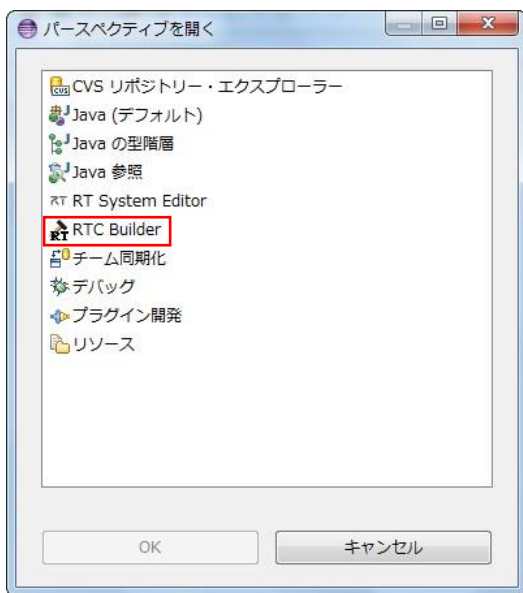 パースペクティブを開く
CVS リポジトリー・エクスプローラー
Java (デフォルト)
Java の型階層
Java 参照
RT RT System Editor
RT RTC Builder
チーム同期化
デバッグ
プラグイン開発
リソース
OK キャンセル